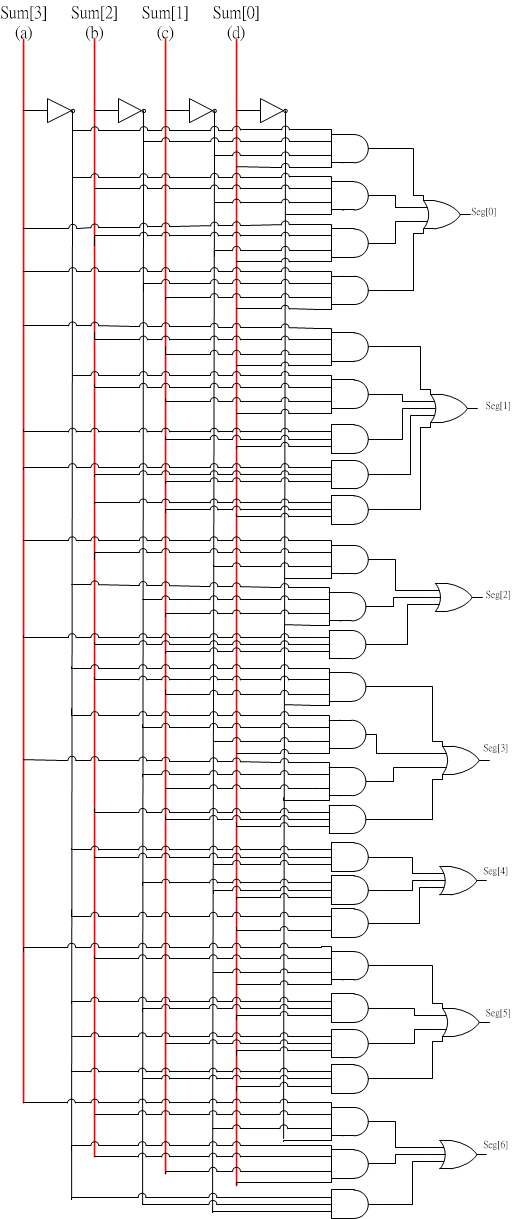 Sum[3] Sum[2] Sum[1] Sum[0]
(a) (b) (c) (d)
Seg[0]
Seg[1]
Seg[2]
Seg[3]
Seg[4]
Seg[5]
Seg[6]